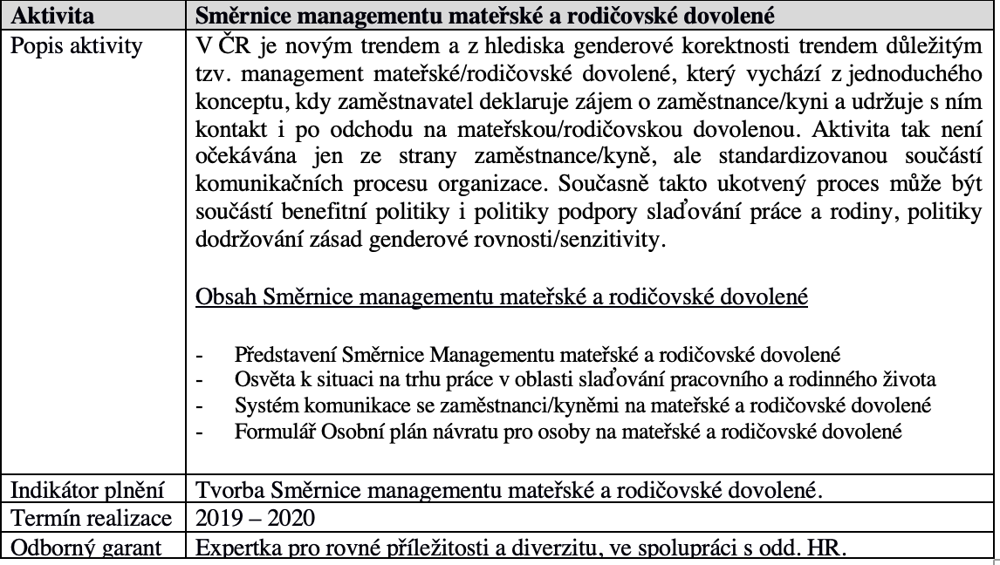 Aktivita Směrnice managementu mateřské a rodičovské dovolené
Popis aktivity V ČR je novým trendem a z hlediska genderové korektnosti trendem důležitým
tzv. management mateřské/rodičovské dovolené, který vychází z jednoduchého
konceptu, kdy zaměstnavatel deklaruje zájem o zaměstnance/kyni a udržuje s ním
kontakt i po odchodu na mateřskou/rodičovskou dovolenou. Aktivita tak není
očekávána jen ze strany zaměstnance/kyně, ale standardizovanou součástí
komunikačních procesu organizace. Současně takto ukotvený proces může být
součástí benefitní politiky i politiky podpory slaďování práce a rodiny, politiky
dodržování zásad genderové rovnosti/senzitivity.
Obsah Směrnice managementu mateřské a rodičovské dovolené
- Představení Směrnice Managementu mateřské a rodičovské dovolené
- Osvěta k situaci na trhu práce v oblasti slaďování pracovního a rodinného života
- Systém komunikace se zaměstnanci/kyněmi na mateřské a rodičovské dovolené
- Formulář Osobní plán návratu pro osoby na mateřské a rodičovské dovolené
Indikátor plnění Tvorba Směrnice managementu mateřské a rodičovské dovolené.
Termín realizace 2019 – 2020
Odborný garant Expertka pro rovné příležitosti a diverzitu, ve spolupráci s odd. HR.